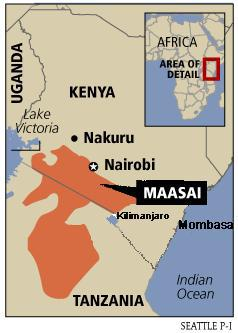 AFRICA
AREA OF
DETAIL
UGANDA
KENYA
Lake
Victoria
Nakuru
Nairobi
MAASAI
Kilimanjaro
Mombasa
Indian
Ocean
TANZANIA
SEATTLE P-I